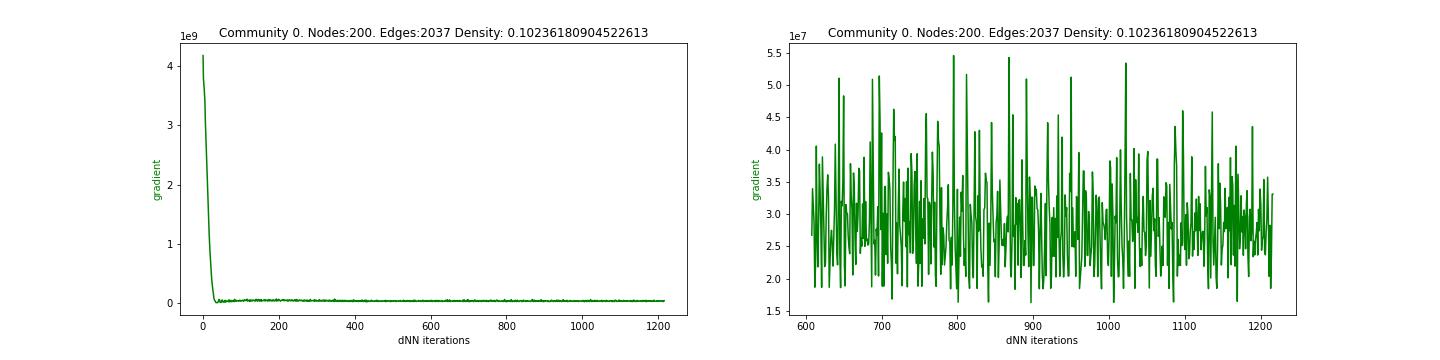 Community 0. Nodes:200. Edges:2037 Density: 0.10236180904522613
1e9
4
3
2
1
0
gradient
0 200 400 600 800 1000 1200
dNN iterations
Community 0. Nodes:200. Edges:2037 Density: 0.10236180904522613
1e7
5.5
5.0
4.5
4.0
3.5
3.0
2.5
2.0
1.5
gradient
600 700 800 900 1000 1100 1200
dNN iterations